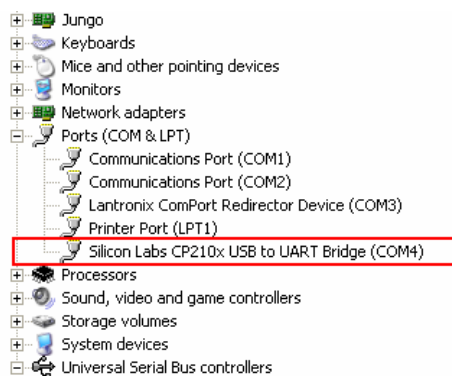 Jungo
Keyboards
Mice and other pointing devices
Monitors
Network adapters
Ports (COM & LPT)
Communications Port (COM1)
Communications Port (COM2)
Lantronix ComPort Redirector Device (COM3)
Printer Port (LPT1)
Silicon Labs CP210x USB to UART Bridge (COM4)
Processors
Sound, video and game controllers
Storage volumes
System devices
Universal Serial Bus controllers